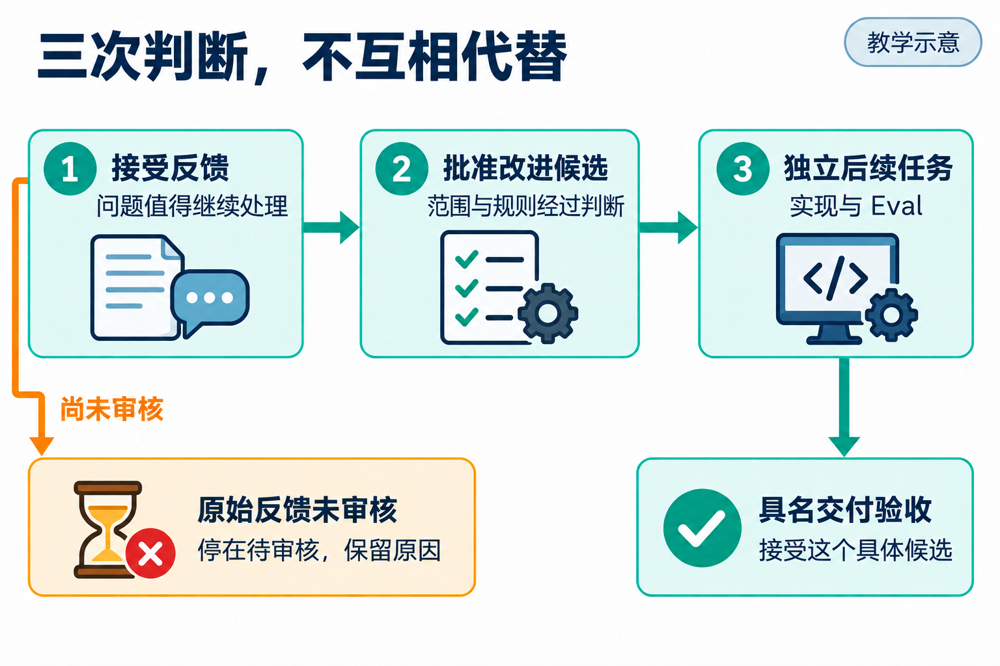 三次判断，不互相代替
教学示意
1 接受反馈
问题值得继续处理
2 批准改进候选
范围与规则经过判断
3 独立后续任务
实现与 Eval
</>
尚未审核
原始反馈未审核
停在待审核，保留原因
具名交付验收
接受这个具体候选